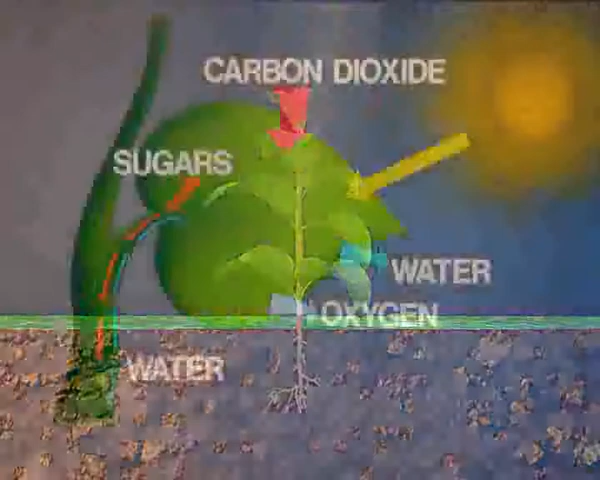 CARBON DIOXIDE
SUGARS
WATER
OXYGEN
WATER